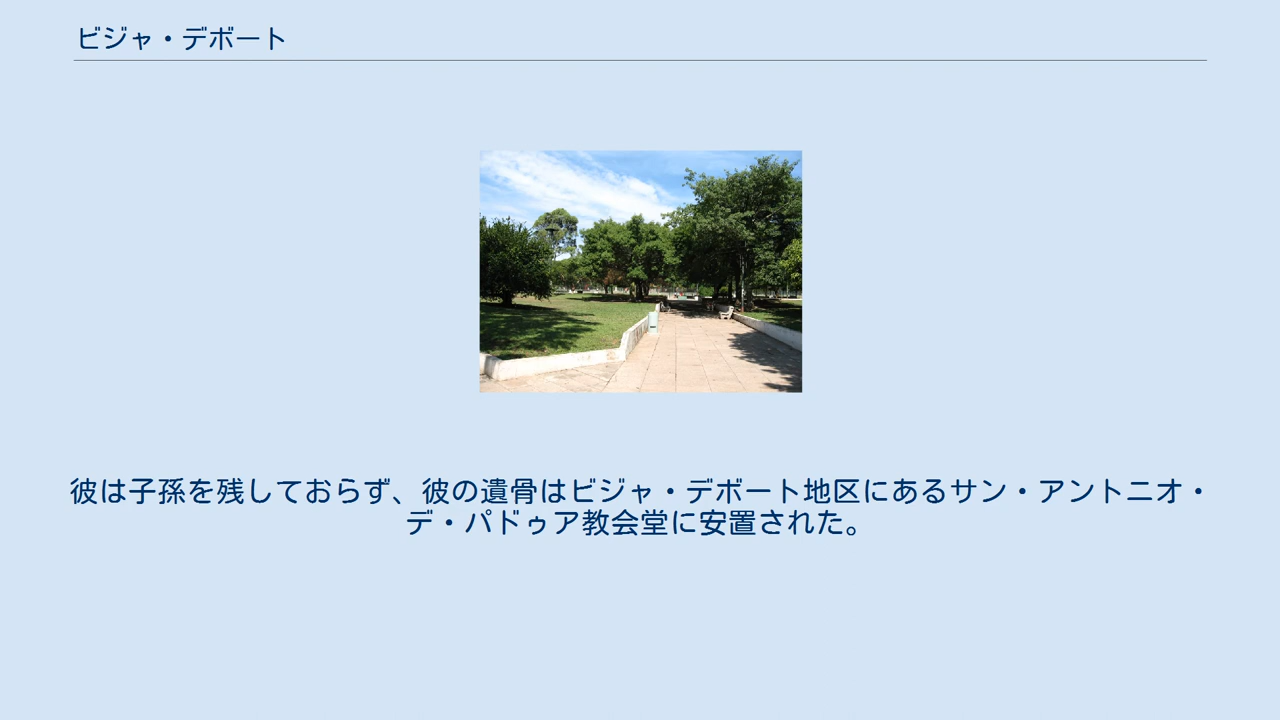 ビジャ・デボート
彼は子孫を残しておらず、彼の遺骨はビジャ・デボート地区にあるサン・アントニオ・
デ・パドゥア教会堂に安置された。